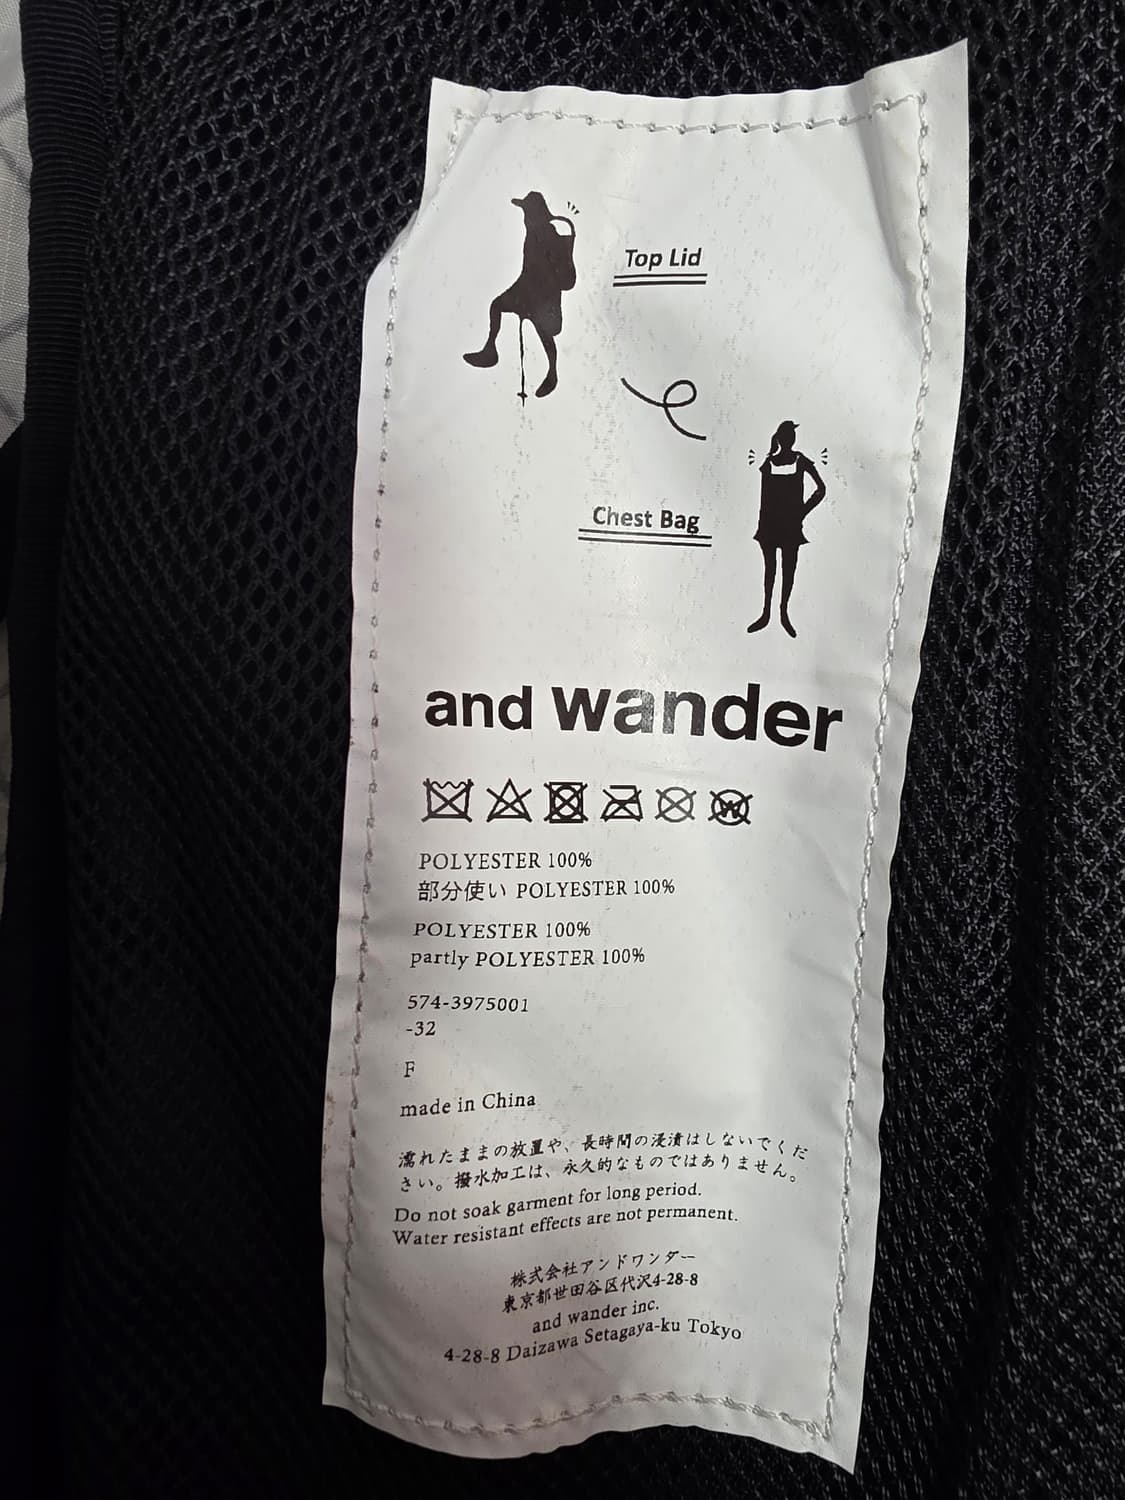 Top Lid
Chest Bag
and wander
W
POLYESTER 100%
部分使い POLYESTER 100%
POLYESTER 100%
partly POLYESTER 100%
574-3975001
-32
F
made in China
濡れたままの放置や、長時間の浸漬はしないでくだ
さい。撥水加工は、永久的なものではありません。
Do not soak garment for long period.
Water resistant effects are not permanent.
株式会社アンドワンダー
東京都世田谷区代沢4-28-8
and wander inc.
4-28-8 Daizawa Setagaya-ku Tokyo